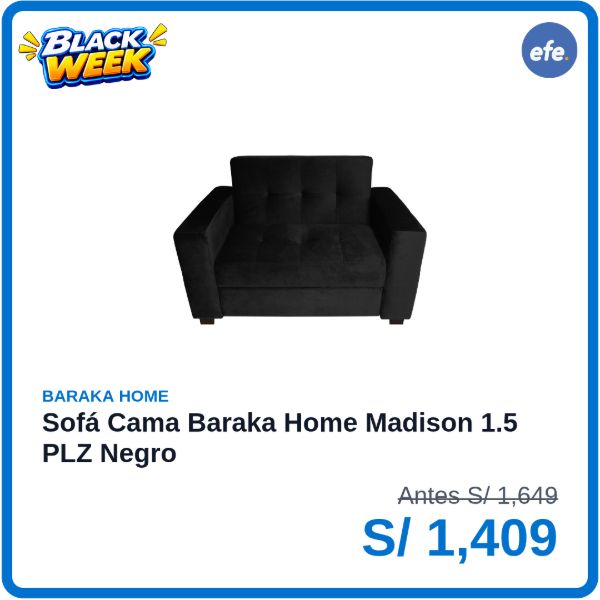 BLACK
WEEK
efe.
BARAKA HOME
Sofá Cama Baraka Home Madison 1.5
PLZ Negro
Antes S/ 1,649
S/ 1,409